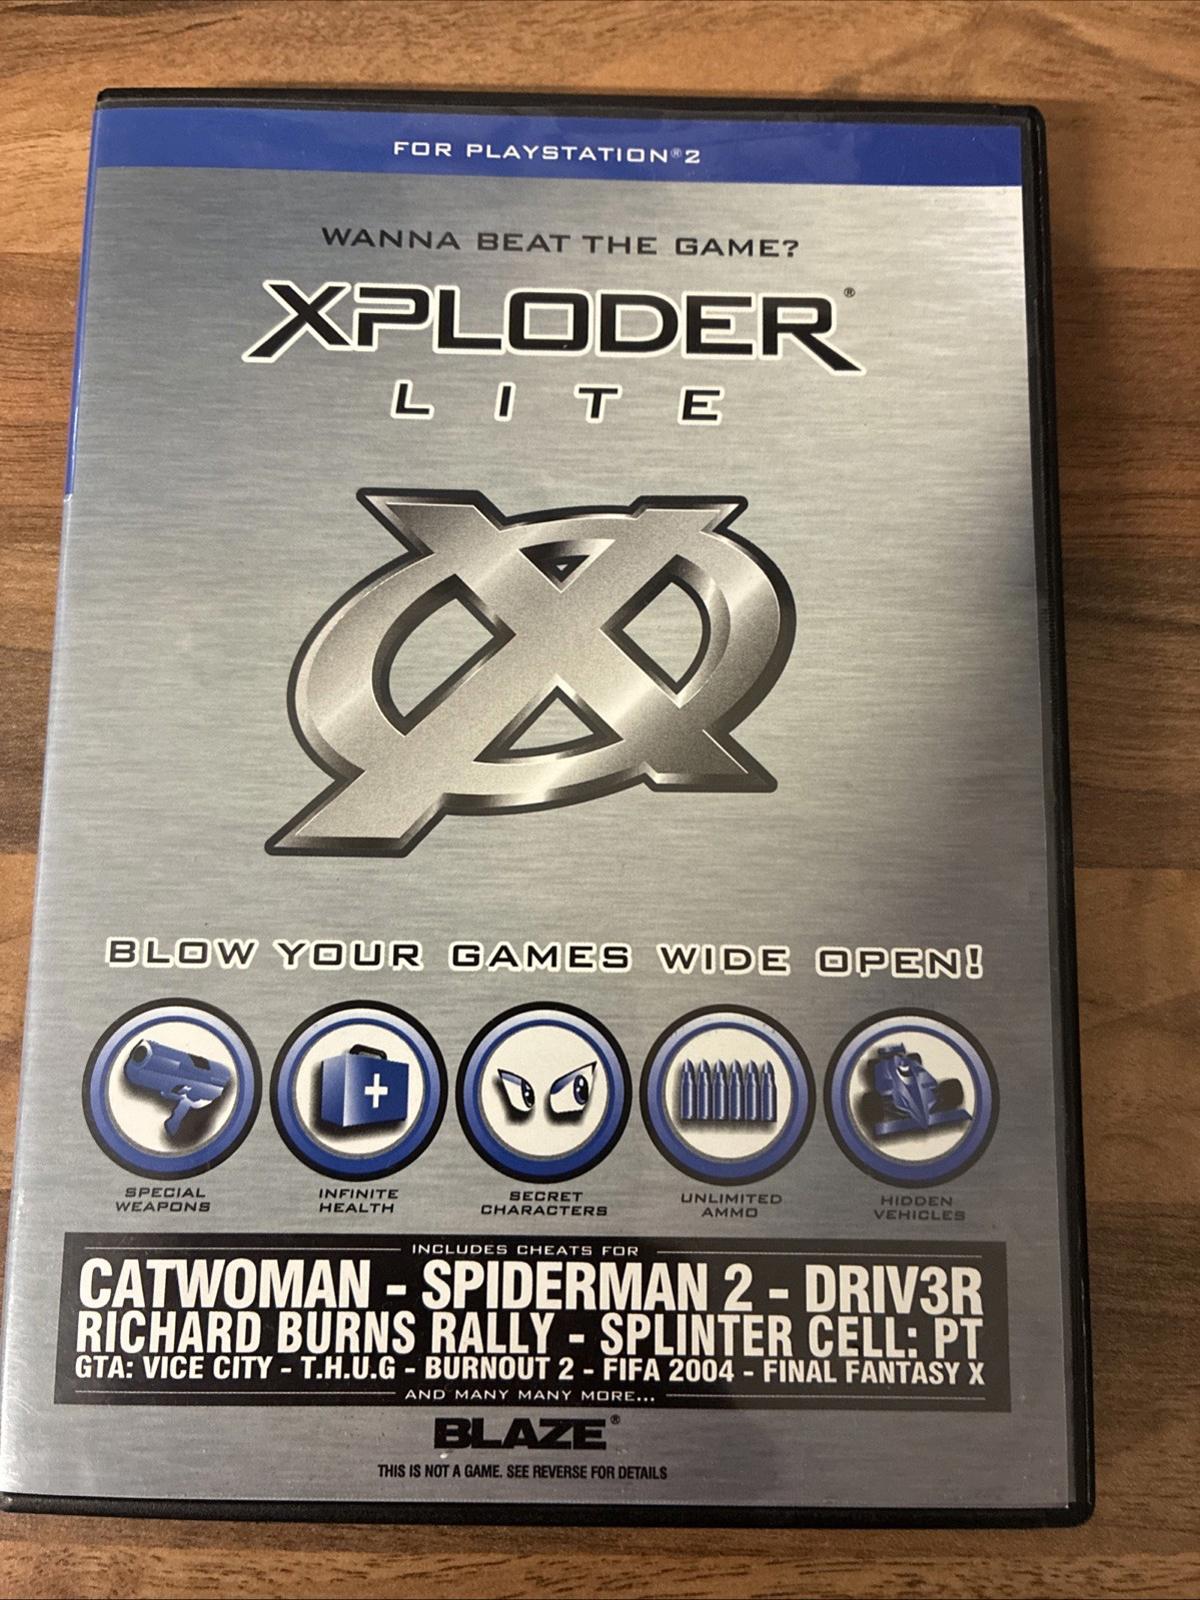 FOR PLAYSTATION®2
WANNA BEAT THE GAME?
XPLODER®
LITE
BLOW YOUR GAMES WIDE OPEN!
SPECIAL WEAPONS
INFINITE HEALTH
SECRET CHARACTERS
UNLIMITED AMMO
HIDDEN VEHICLES
INCLUDES CHEATS FOR
CATWOMAN - SPIDERMAN 2 - DRIV3R
RICHARD BURNS RALLY - SPLINTER CELL: PT
GTA: VICE CITY - T.H.U.G - BURNOUT 2 - FIFA 2004 - FINAL FANTASY X
AND MANY MANY MORE...
BLAZE®
THIS IS NOT A GAME. SEE REVERSE FOR DETAILS